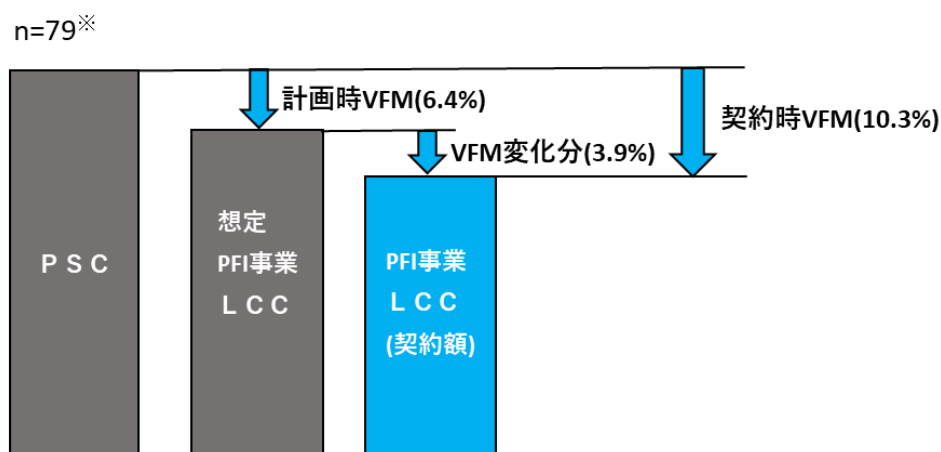 n=79※
計画時VFM(6.4%)
契約時VFM(10.3%)
VFM変化分(3.9%)
ＰＳＣ
想定
PFI事業
ＬＣＣ
PFI事業
ＬＣＣ
(契約額)